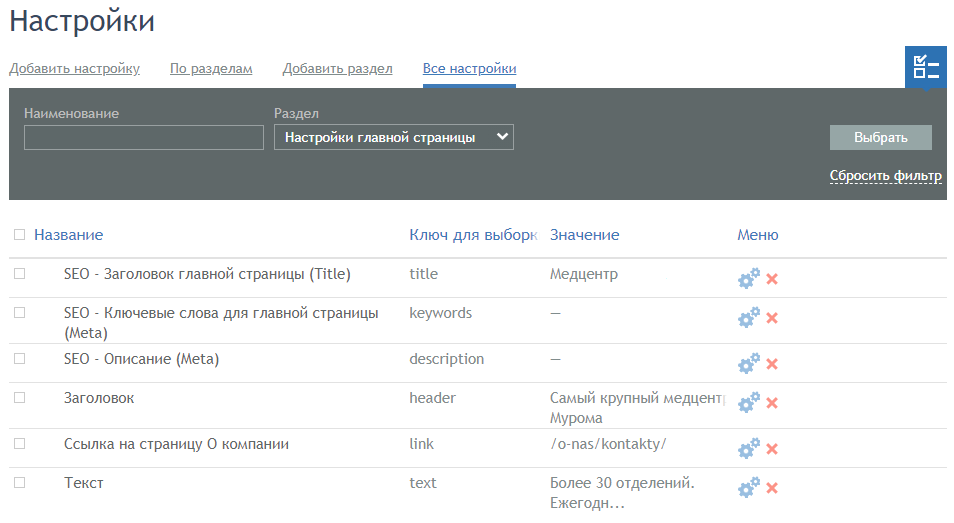 Настройки
Добавить настройку По разделам Добавить раздел Все настройки
Наименование Раздел
Настройки главной страницы Выбрать
Сбросить фильтр
Название Ключ для выборк Значение Меню
SEO - Заголовок главной страницы (Title) title Медцентр
SEO - Ключевые слова для главной страницы keywords —
(Meta)
SEO - Описание (Meta) description —
Заголовок header Самый крупный медцент
Мурома
Ссылка на страницу О компании link /o-nas/kontakty/
Текст text Более 30 отделений.
Ежегодн...